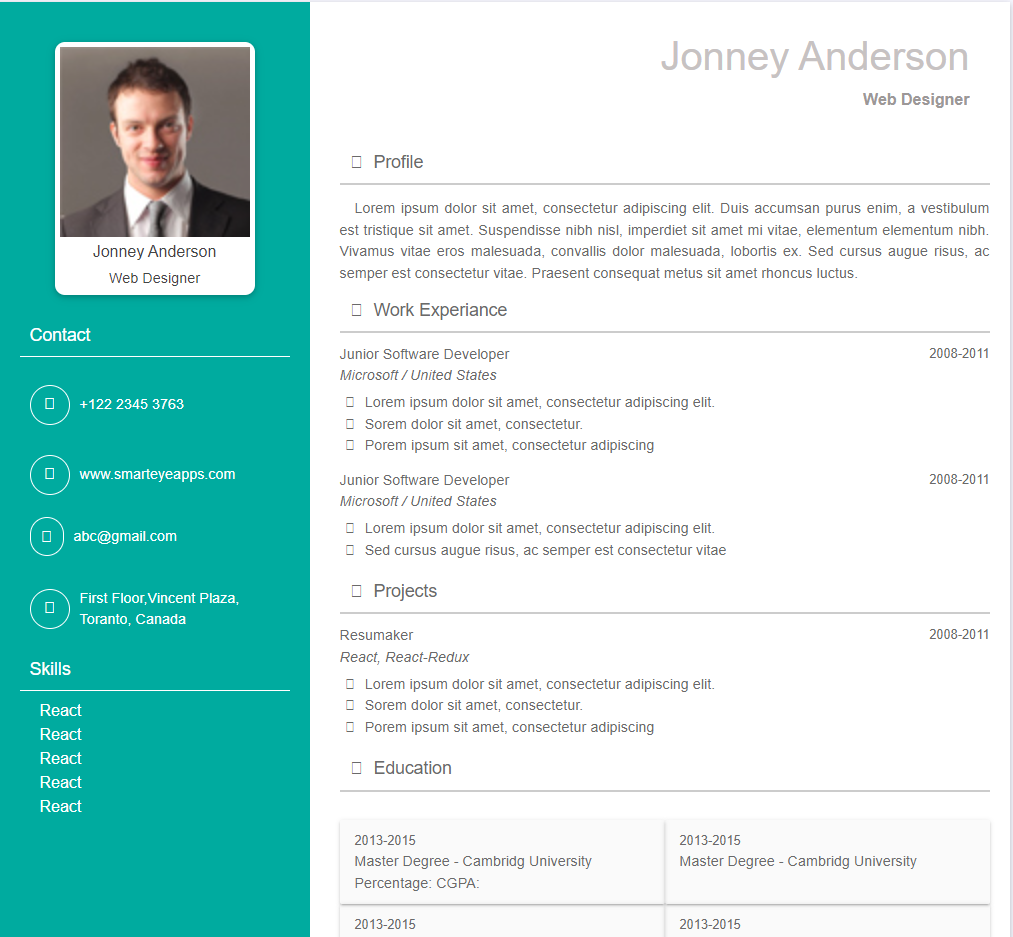 Jonney Anderson
Web Designer
Contact
+122 2345 3763
www.smarteyeapps.com
abc@gmail.com
First Floor,Vincent Plaza,
Toranto, Canada
Skills
React
React
React
React
React
Jonney Anderson
Web Designer
Profile
Lorem ipsum dolor sit amet, consectetur adipiscing elit. Duis accumsan purus enim, a vestibulum
est tristique sit amet. Suspendisse nibh nisl, imperdiet sit amet mi vitae, elementum elementum nibh.
Vivamus vitae eros malesuada, convallis dolor malesuada, lobortis ex. Sed cursus augue risus, ac
semper est consectetur vitae. Praesent consequat metus sit amet rhoncus luctus.
Work Experiance
Junior Software Developer 2008-2011
Microsoft / United States
Lorem ipsum dolor sit amet, consectetur adipiscing elit.
Sorem dolor sit amet, consectetur.
Porem ipsum sit amet, consectetur adipiscing
Junior Software Developer 2008-2011
Microsoft / United States
Lorem ipsum dolor sit amet, consectetur adipiscing elit.
Sed cursus augue risus, ac semper est consectetur vitae
Projects
Resumaker 2008-2011
React, React-Redux
Lorem ipsum dolor sit amet, consectetur adipiscing elit.
Sorem dolor sit amet, consectetur.
Porem ipsum sit amet, consectetur adipiscing
Education
2013-2015
Master Degree - Cambridg University
Percentage: CGPA:
2013-2015
Master Degree - Cambridg University
2013-2015
2013-2015